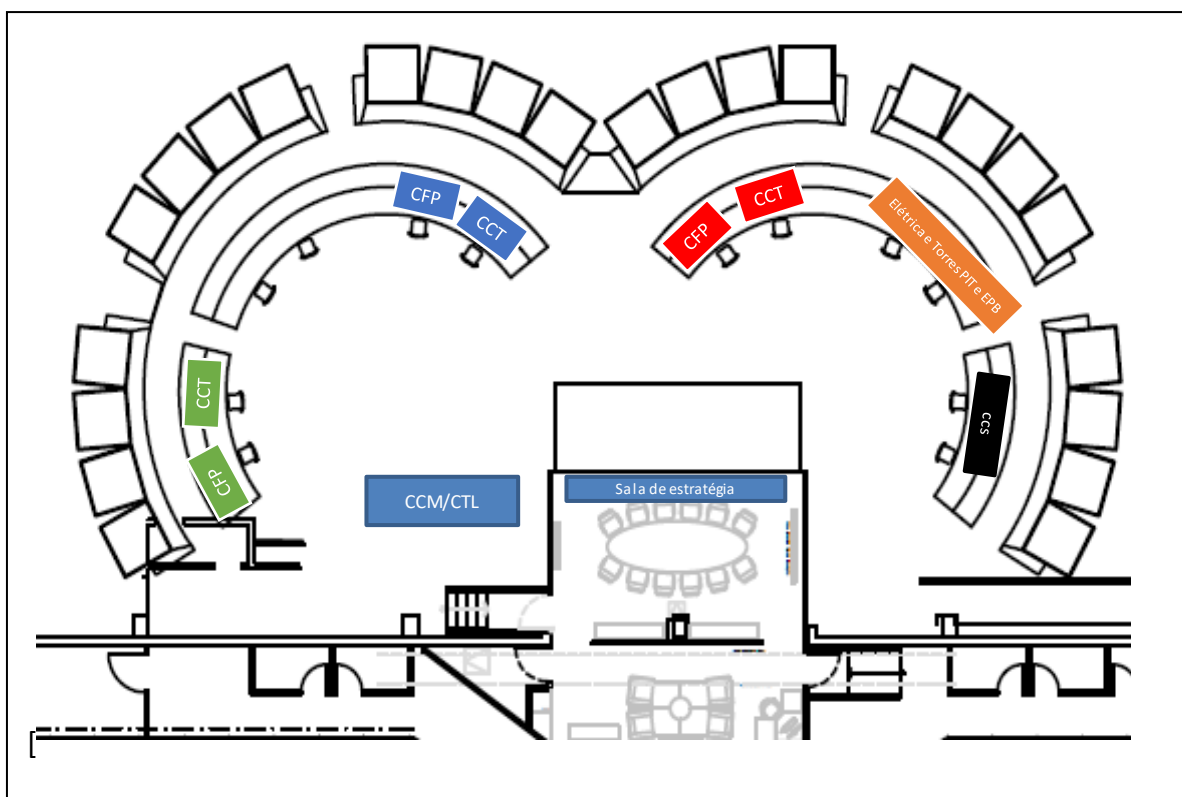 CFP
CCT
CFP
CCT
Elétrica e Torres PIT e EPB
CCT
CFP
CCS
CCM/CTL
Sala de estratégia
[